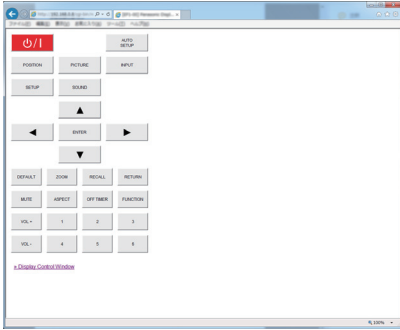 ⏻/I
AUTO
SETUP
POSITION PICTURE INPUT
SETUP SOUND
▲
◀ ENTER ▶
▼
DEFAULT ZOOM RECALL RETURN
MUTE ASPECT OFF TIMER FUNCTION
VOL + 1 2 3
VOL - 4 5 6
» Display Control Window
100%